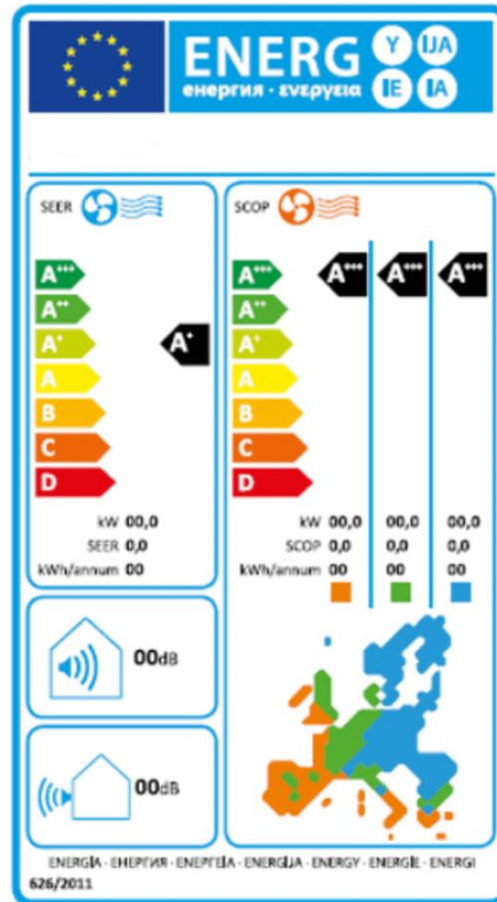 ENERG Y IJA
енергия · ενεργεια IE IA
SEER
A+++
A++
A+
A
B
C
D
A+
kW 00,0
SEER 0,0
kWh/annum 00
SCOP
A+++
A++
A+
A
B
C
D
A+++ A+++ A+++
kW 00,0 00,0 00,0
SCOP 0,0 0,0 0,0
kWh/annum 00 00 00
00dB
00dB
ENERGIA · ЕНЕРГИЯ · ΕΝΕΡΓΕΙΑ · ENERGIJA · ENERGY · ENERGIE · ENERGI
626/2011